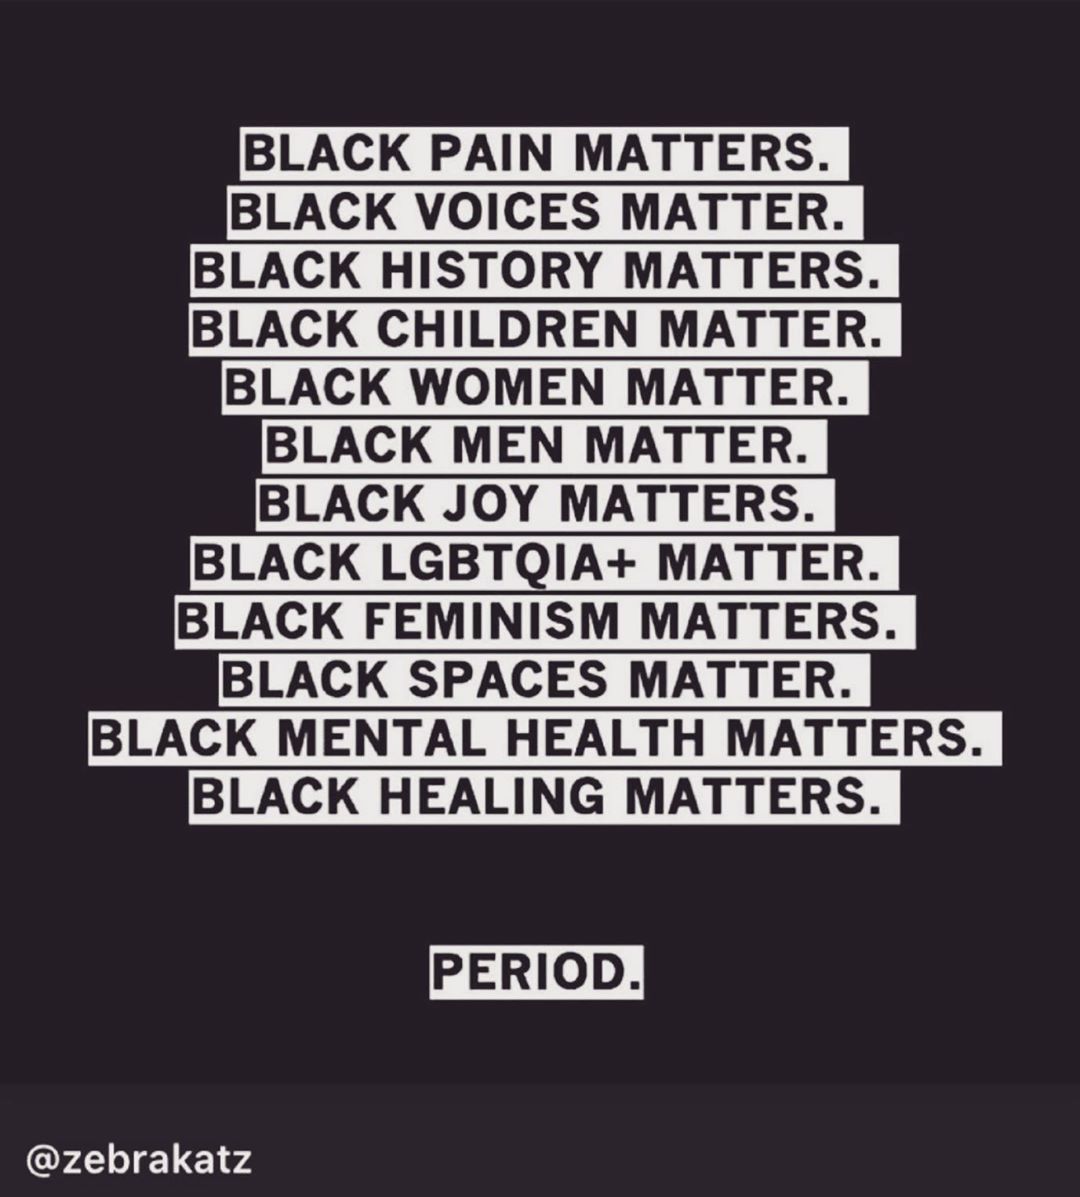 BLACK PAIN MATTERS.
BLACK VOICES MATTER.
BLACK HISTORY MATTERS.
BLACK CHILDREN MATTER.
BLACK WOMEN MATTER.
BLACK MEN MATTER.
BLACK JOY MATTERS.
BLACK LGBTQIA+ MATTER.
BLACK FEMINISM MATTERS.
BLACK SPACES MATTER.
BLACK MENTAL HEALTH MATTERS.
BLACK HEALING MATTERS.
PERIOD.
@zebrakatz